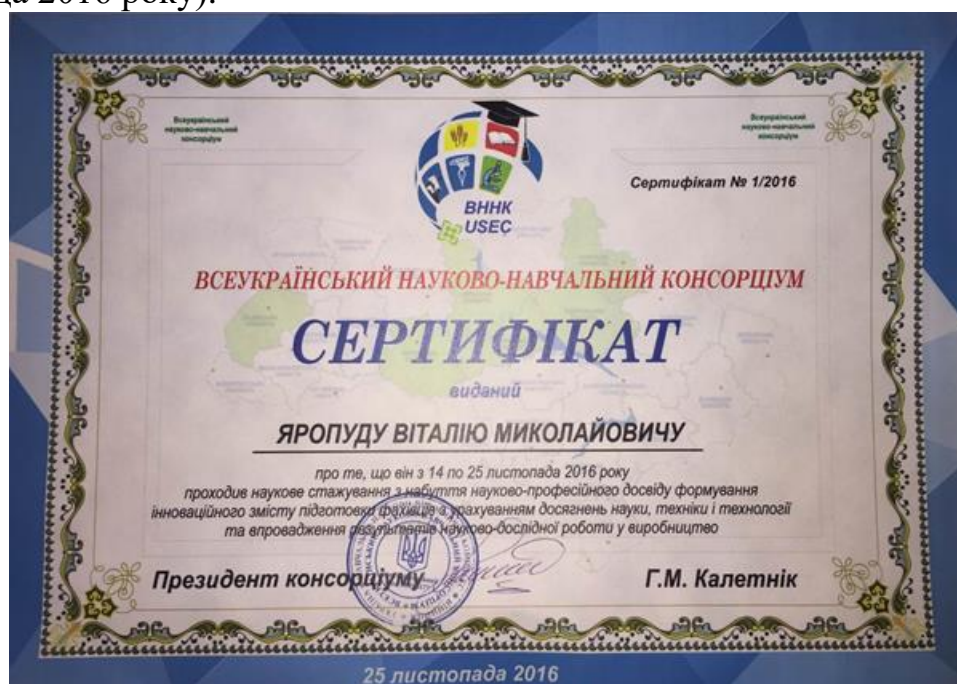 да 2016 року).
Всеукраїнський
науково-навчальний
консорціум
Всеукраїнський
науково-навчальний
консорціум
Сертифікат № 1/2016
ВННК
USEC
ВСЕУКРАЇНСЬКИЙ НАУКОВО-НАВЧАЛЬНИЙ КОНСОРЦІУМ
СЕРТИФІКАТ
виданий
ЯРОПУДУ ВІТАЛІЮ МИКОЛАЙОВИЧУ
про те, що він з 14 по 25 листопада 2016 року
проходив наукове стажування з набуття науково-професійного досвіду формування
інноваційного змісту підготовки фахівців з урахуванням досягнень науки, техніки і технології
та впровадження результатів науково-дослідної роботи у виробництво
Президент консорціуму
Г.М. Калетнік
25 листопада 2016